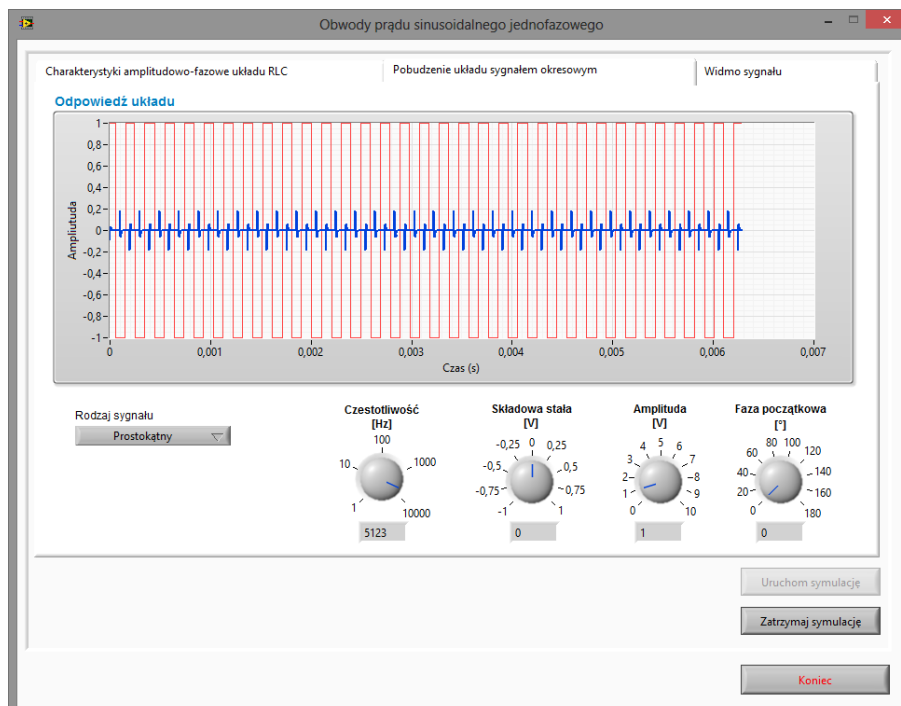 Obwody prądu sinusoidalnego jednofazowego
Charakterystyki amplitudowo-fazowe układu RLC
Pobudzenie układu sygnałem okresowym
Widmo sygnału
Odpowiedź układu
Ampliutuda
1
0,8
0,6
0,4
0,2
0
-0,2
-0,4
-0,6
-0,8
-1
0 0,001 0,002 0,003 0,004 0,005 0,006 0,007
Czas (s)
Rodzaj sygnału
Prostokątny
Czestotliwość
[Hz]
100
10 1000
1 10000
5123
Składowa stała
[V]
-0,25 0 0,25
-0,5 0,5
-0,75 0,75
-1 1
0
Amplituda
[V]
4 5 6
3 7
2 8
1 9
0 10
1
Faza początkowa
[°]
80 100
60 120
40 140
20 160
0 180
0
Uruchom symulację
Zatrzymaj symulację
Koniec